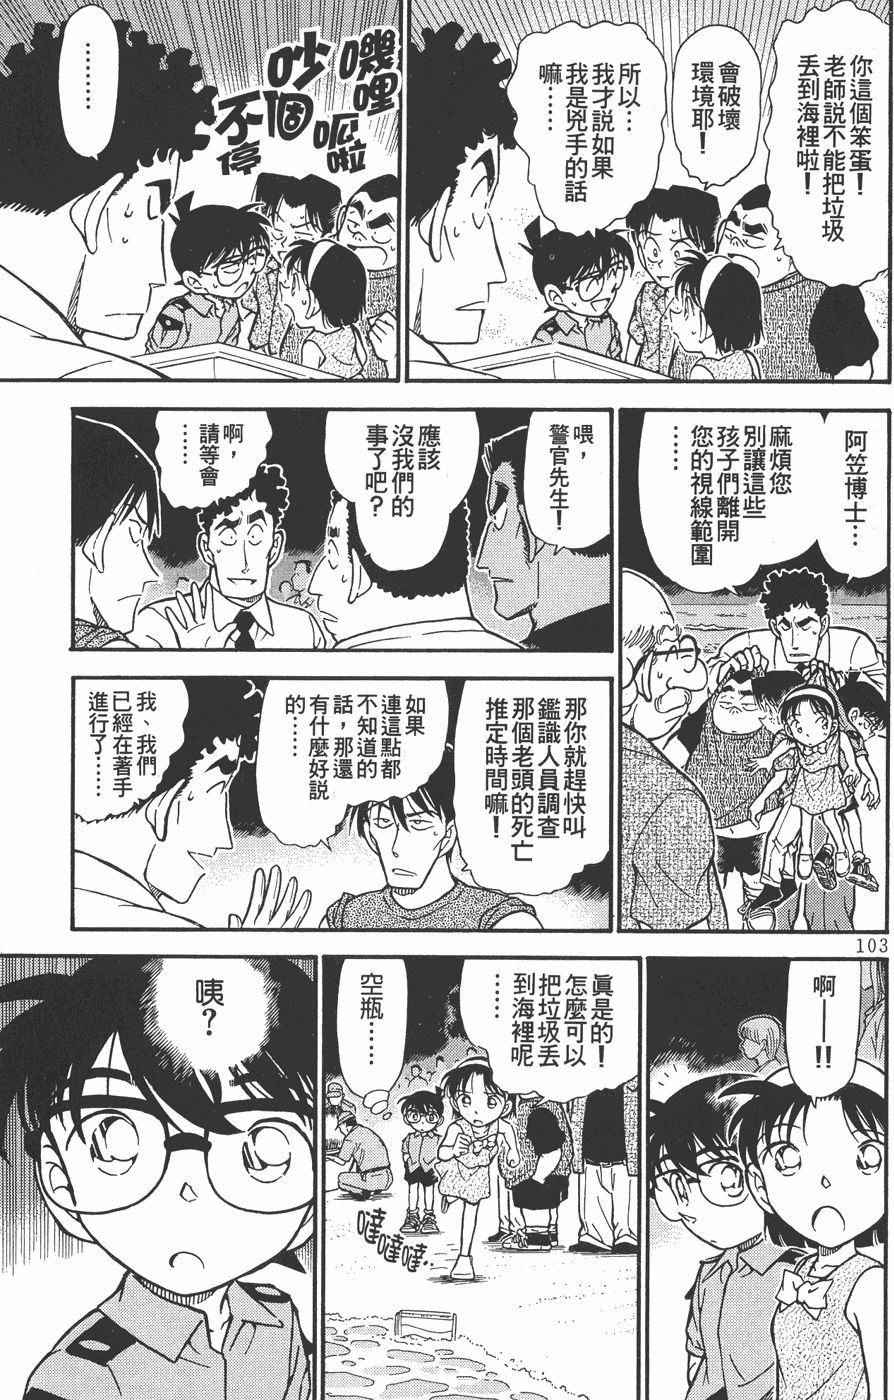 你這個笨蛋！
老師說不能把垃圾
丟到海裡啦！
會破壞
環境耶！
所以…
我才說如果
我是兇手的話
嘛……
嘰哩
呱啦
吵個
不停
……
阿笠博士…
麻煩您
別讓這些
孩子們離開
您的視線範圍
……
喂，
警官先生！
應該
沒我們的
事了吧？
啊，
請等會
……
那你就趕快叫
鑑識人員調查
那個老頭的死亡
推定時間嘛！
如果
連這點都
不知道的
話，那還
有什麼好說
的……
我、我們
已經在著手
進行了……
103
啊——!!
真是的！
怎麼可以
把垃圾丟
到海裡呢
……
空瓶……
噠噠噠…
咦？